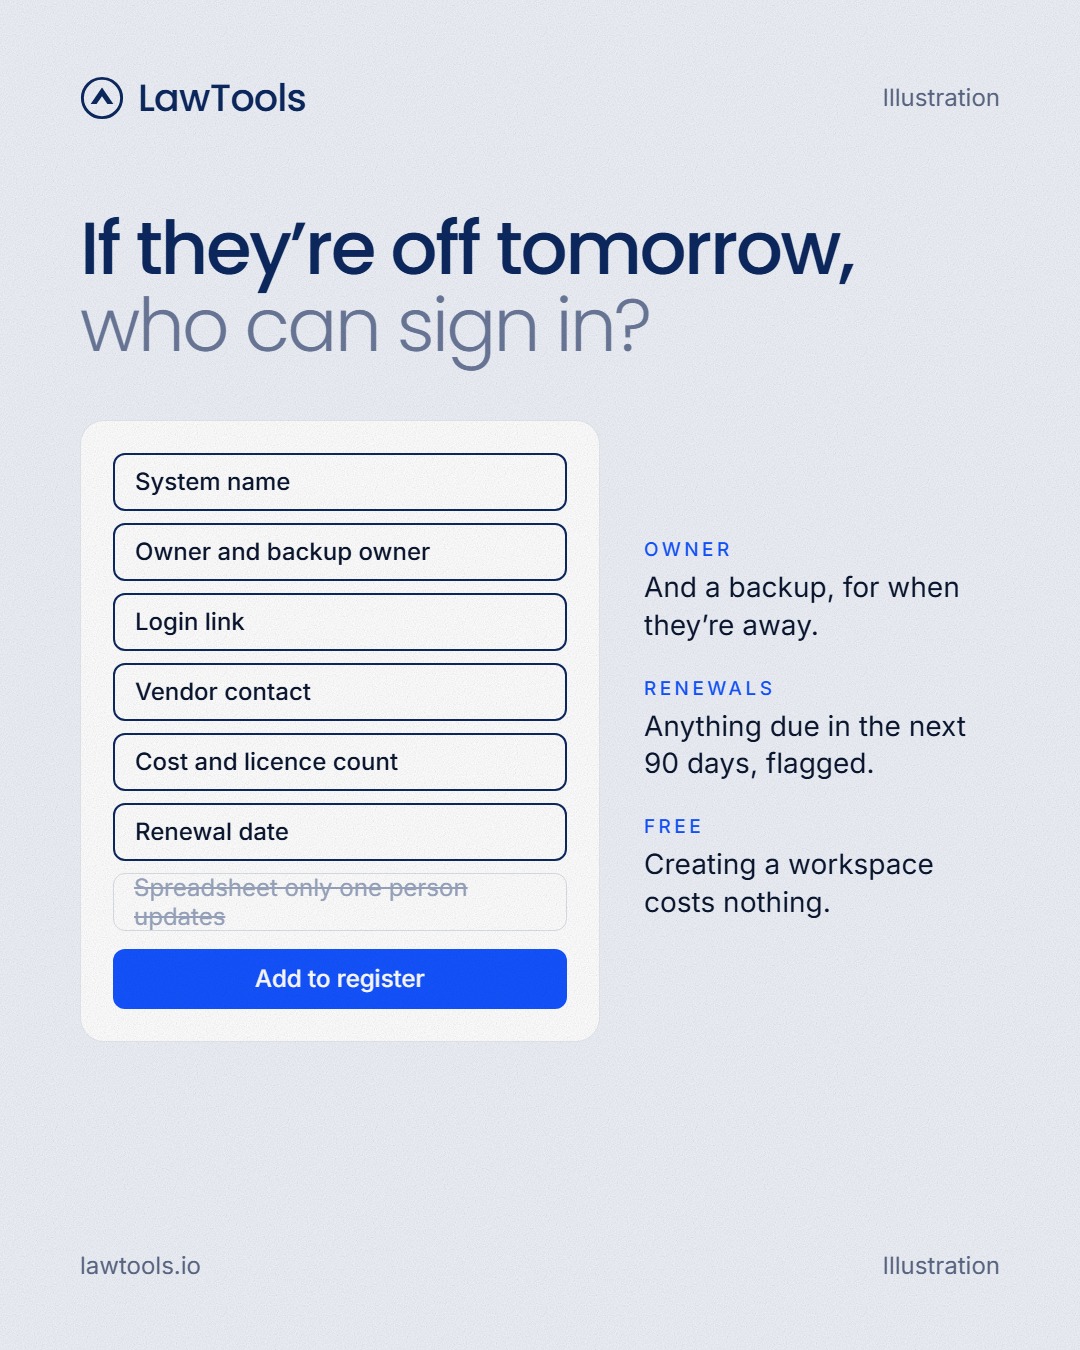 LawTools
Illustration
If they’re off tomorrow,
who can sign in?
System name
Owner and backup owner
Login link
Vendor contact
Cost and licence count
Renewal date
Spreadsheet only one person
updates
Add to register
OWNER
And a backup, for when
they’re away.
RENEWALS
Anything due in the next
90 days, flagged.
FREE
Creating a workspace
costs nothing.
lawtools.io
Illustration